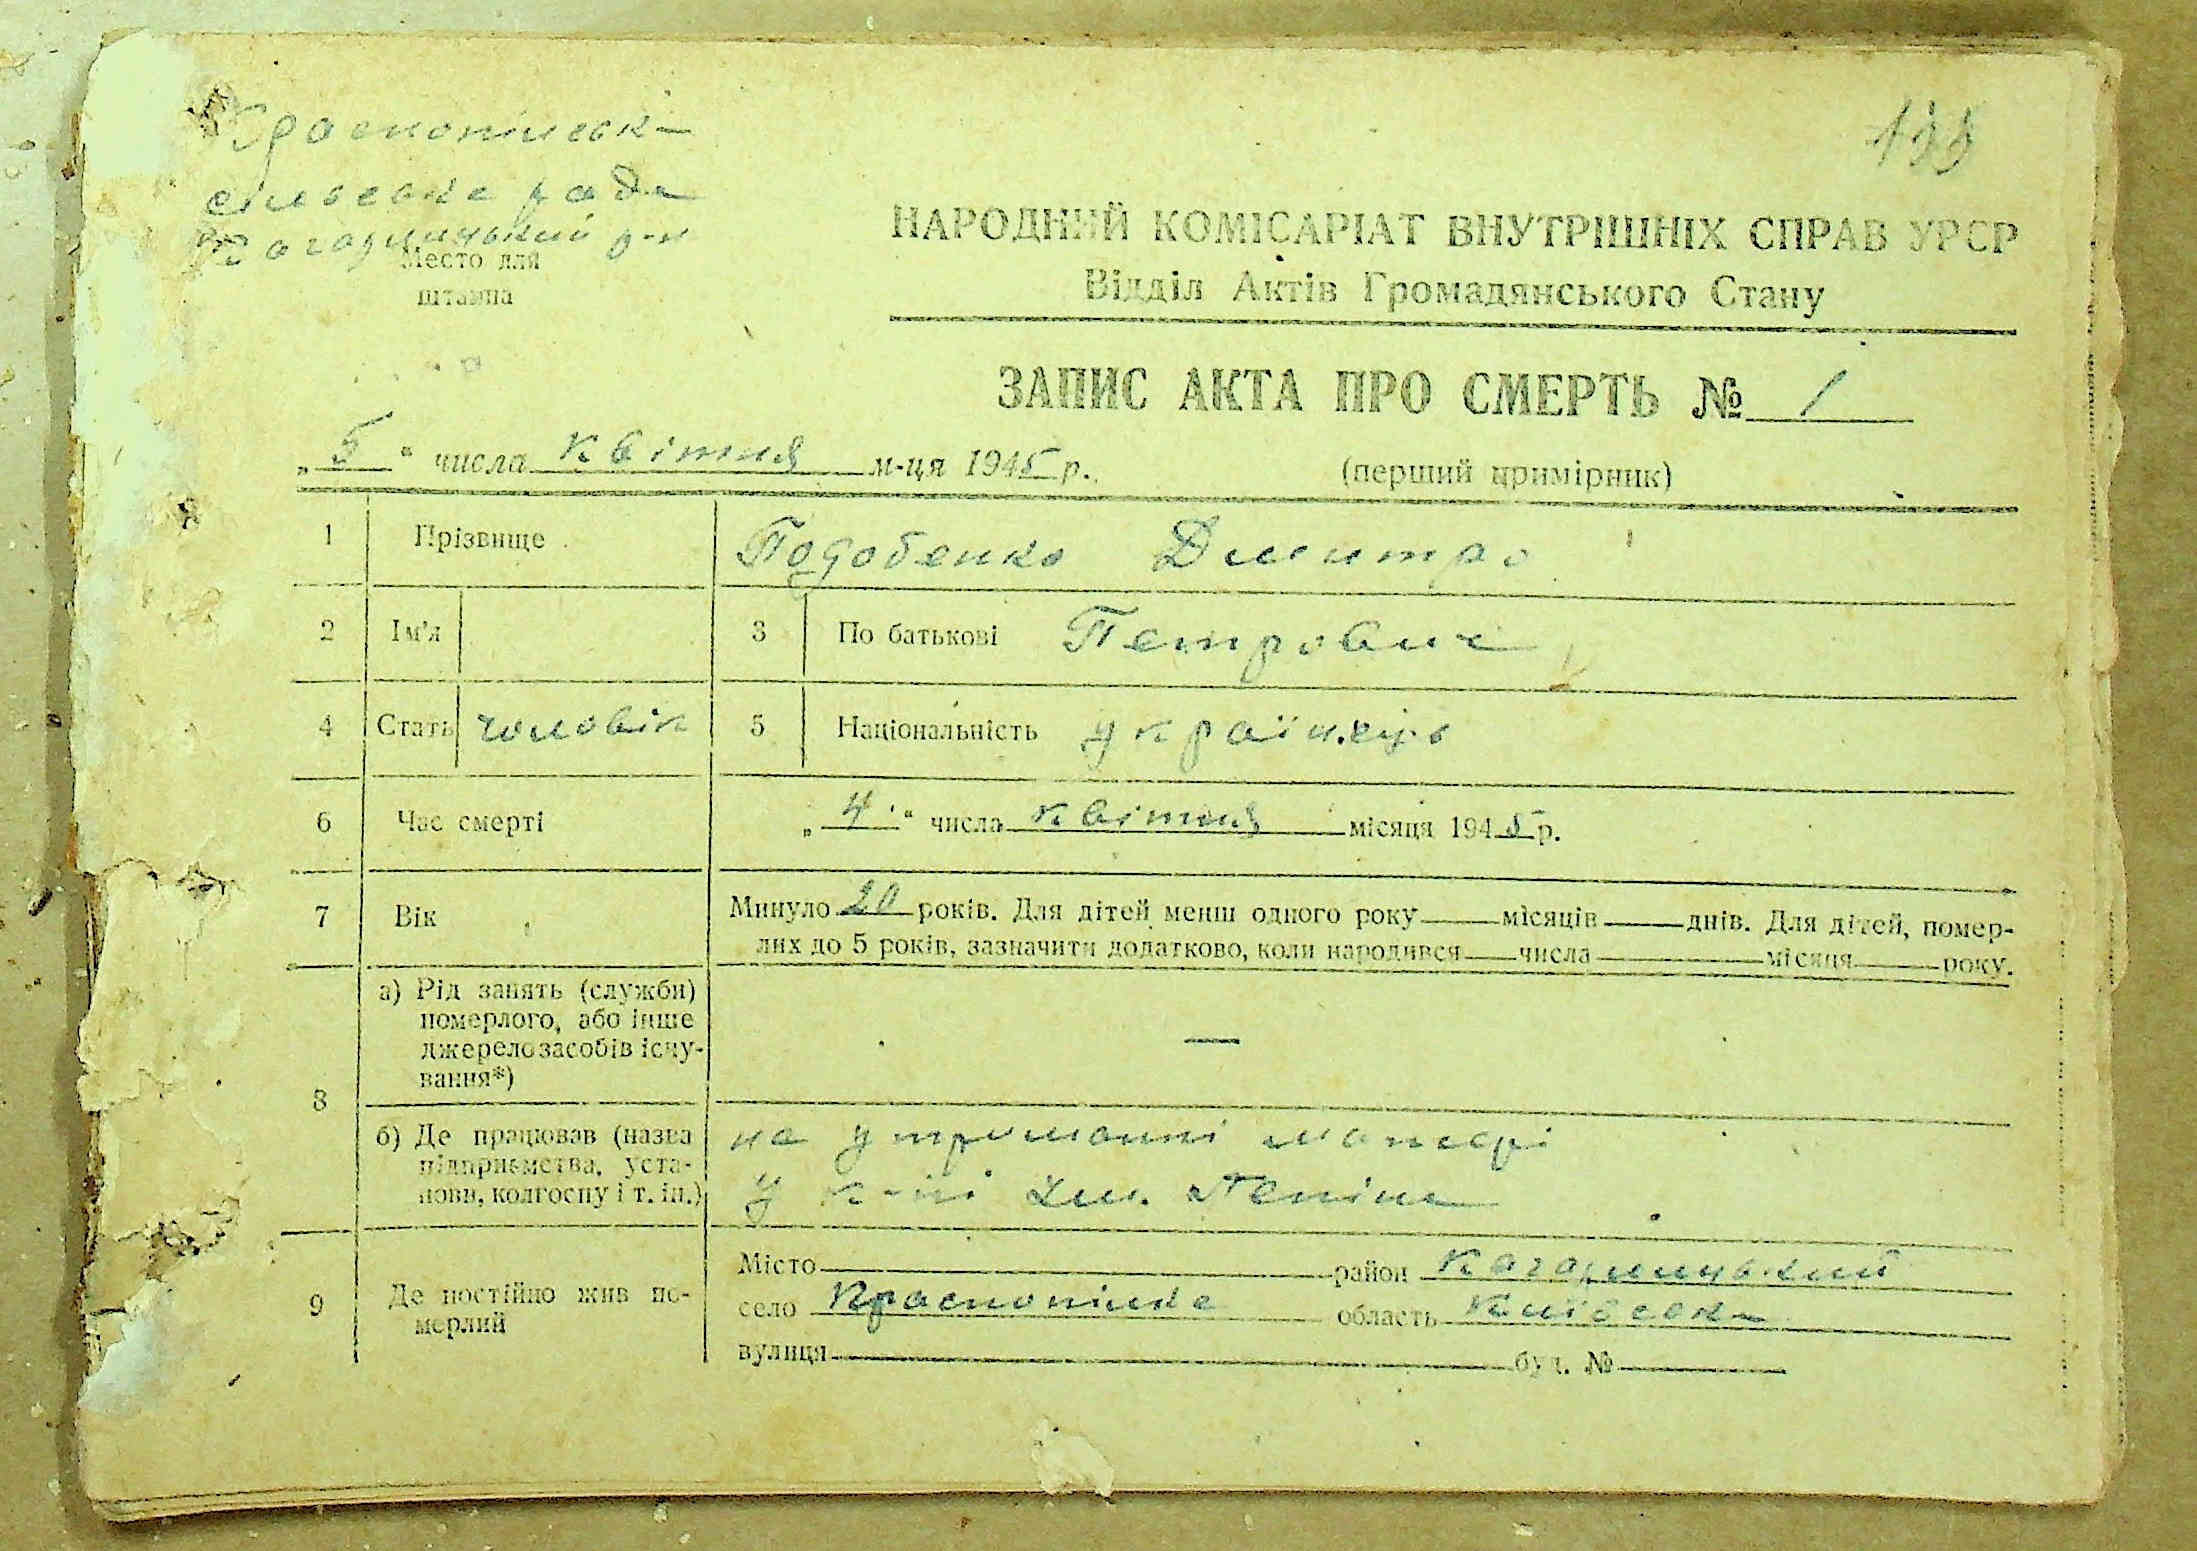 Краснопільськ-
сільська рада
Кагарлицький р-н
Место для
штампа
НАРОДНИЙ КОМІСАРІАТ ВНУТРІШНІХ СПРАВ УРСР
Відділ Актів Громадянського Стану
ЗАПИС АКТА ПРО СМЕРТЬ № 1
„ 5 " числа квітня м-ця 1945 р.
(перший примірник)
1 Прізвище Подобенко Дмитро
2 Ім'я 3 По батькові Петрович
4 Стать чоловік 5 Національність українець
6 Час смерті „ 4 " числа квітня місяця 1945 р.
7 Вік Минуло 20 років. Для дітей менш одного року — місяців — днів. Для дітей, помер-
лих до 5 років, зазначити додатково, коли народився — числа — місяця — року.
8 а) Рід занять (служби)
померлого, або інше
джерело засобів існу-
вання*) —
б) Де працював (назва
підприємства, уста-
нови, колгоспу і т. ін.)
на утриманні матері
у к-пі им. Леніна
9 Де постійно жив по-
мерлий
Місто — район Кагарлицький
село Краснопілка область Київськ
вулиця — буд. № —